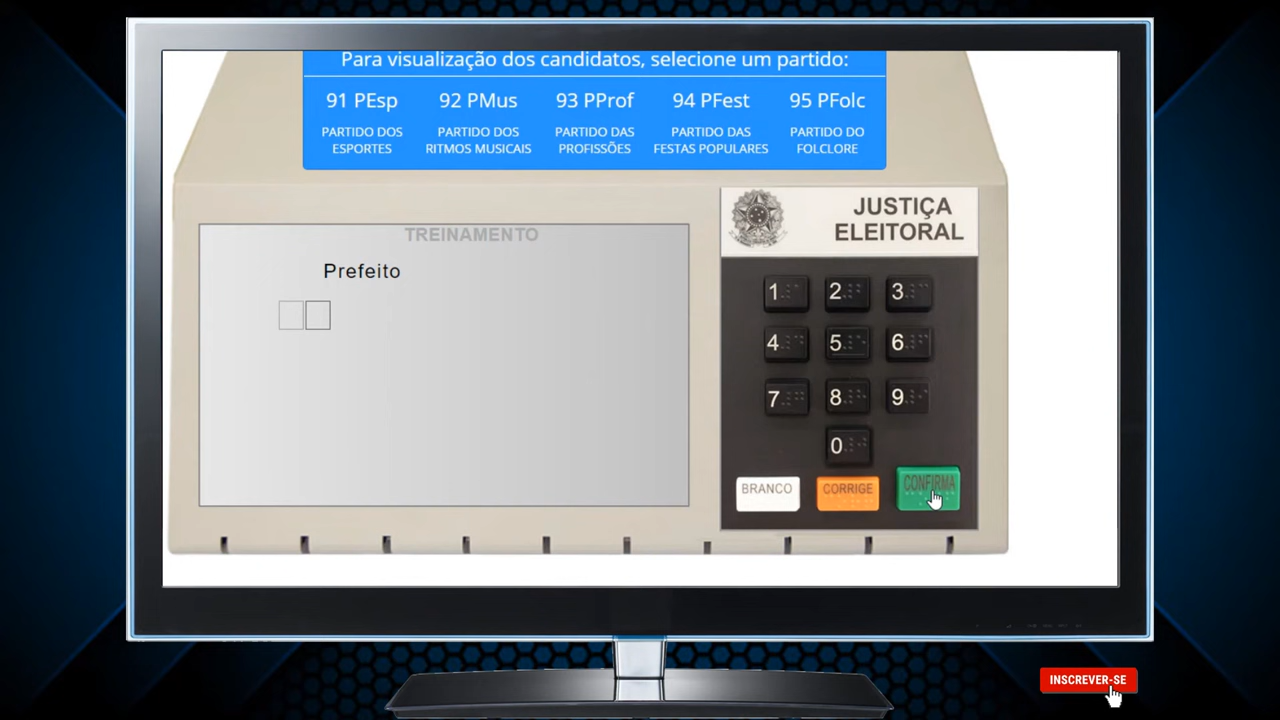 Para visualização dos candidatos, selecione um partido:
91 PEsp 92 PMus 93 PProf 94 PFest 95 PFolc
PARTIDO DOS ESPORTES
PARTIDO DOS RITMOS MUSICAIS
PARTIDO DAS PROFISSÕES
PARTIDO DAS FESTAS POPULARES
PARTIDO DO FOLCLORE
TREINAMENTO
Prefeito
JUSTIÇA
ELEITORAL
1 2 3
4 5 6
7 8 9
0
BRANCO CORRIGE CONFIRMA
INSCREVER-SE